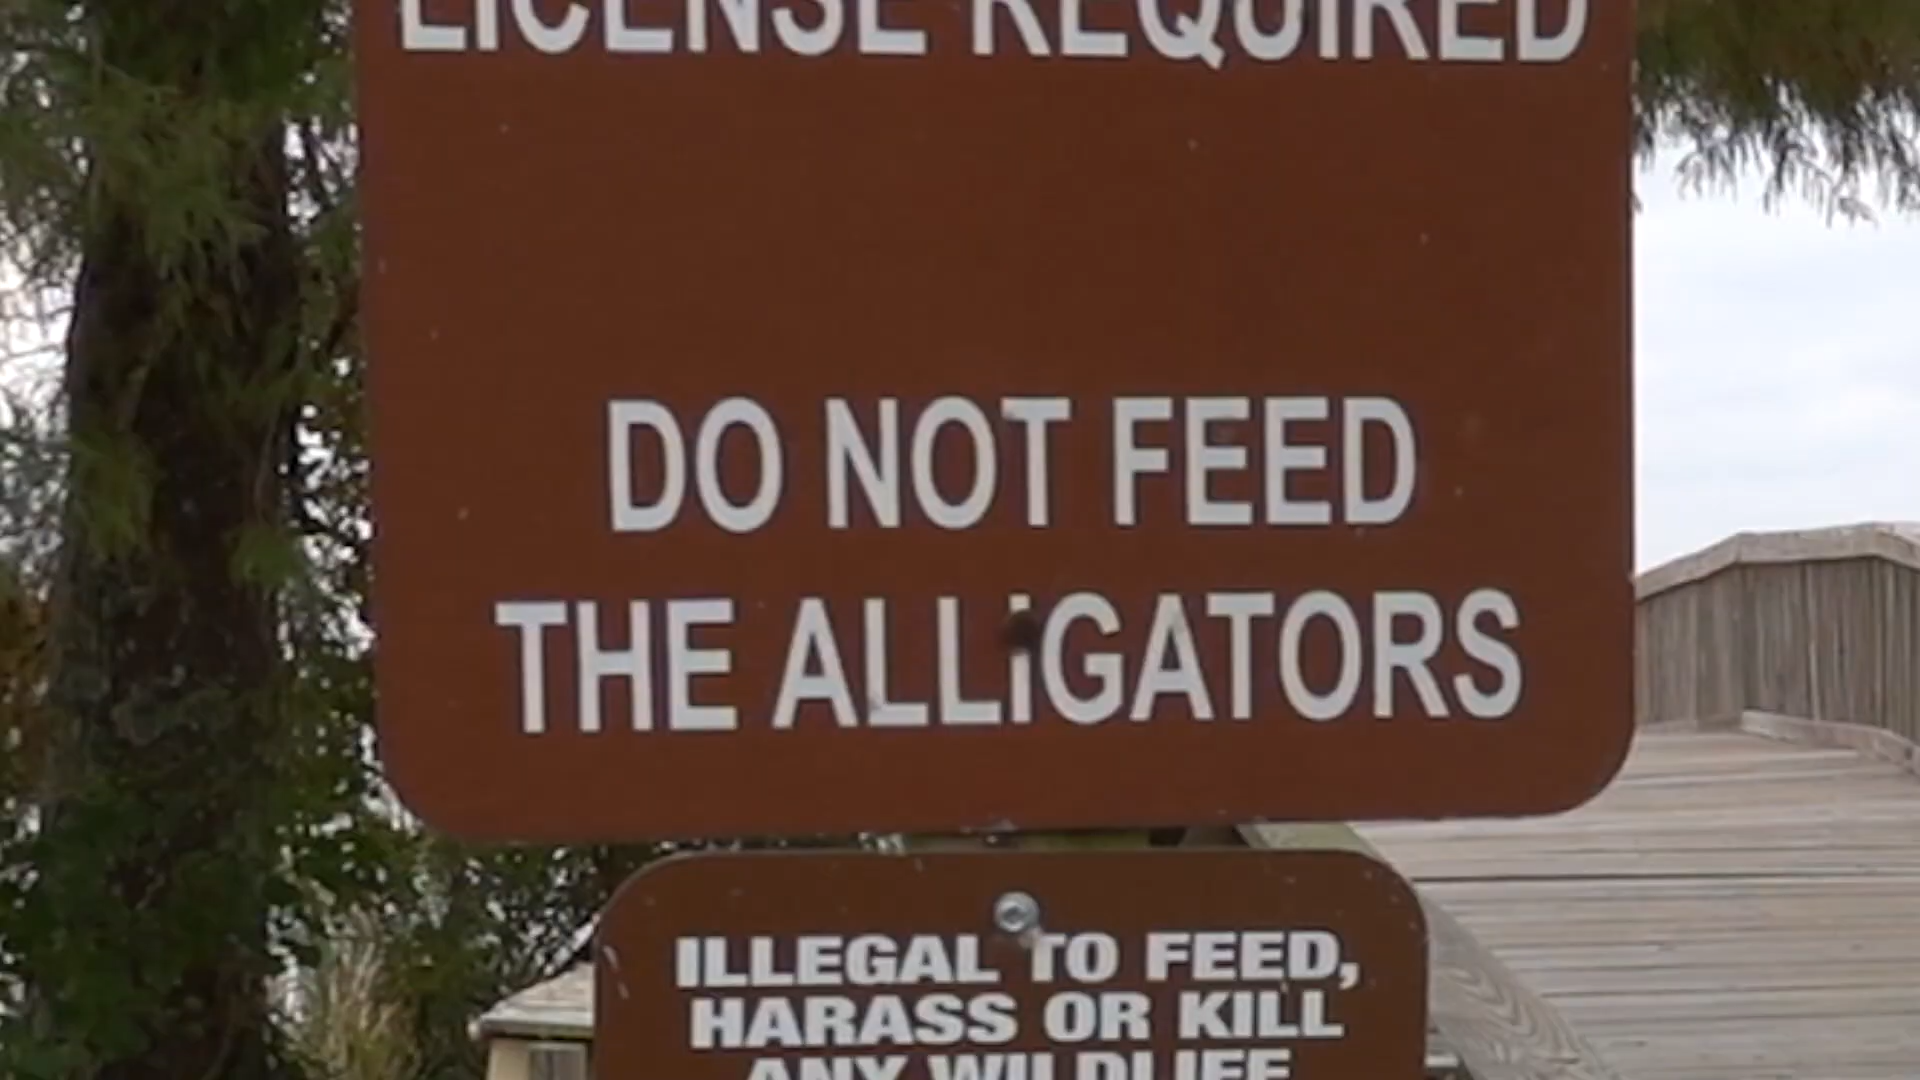 LICENSE REQUIRED
DO NOT FEED
THE ALLiGATORS
ILLEGAL TO FEED,
HARASS OR KILL
ANY WILDLIFE